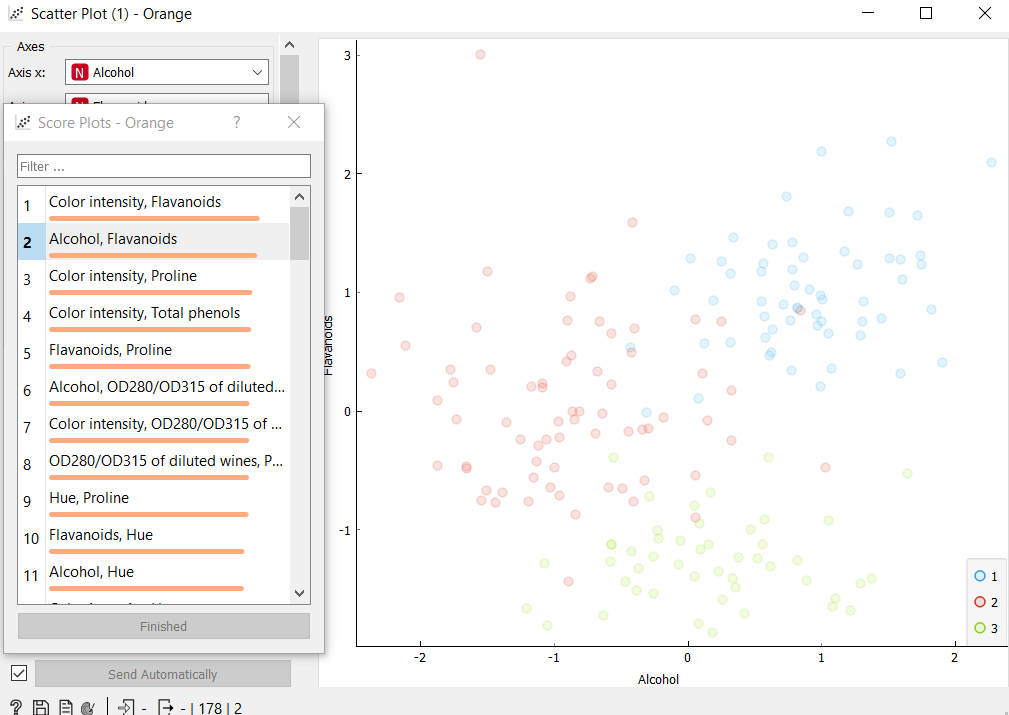 Scatter Plot (1) - Orange
Axes
Axis x:
N Alcohol
Score Plots - Orange
?
Filter ...
1 Color intensity, Flavanoids
2 Alcohol, Flavanoids
3 Color intensity, Proline
4 Color intensity, Total phenols
5 Flavanoids, Proline
6 Alcohol, OD280/OD315 of diluted...
7 Color intensity, OD280/OD315 of ...
8 OD280/OD315 of diluted wines, P...
9 Hue, Proline
10 Flavanoids, Hue
11 Alcohol, Hue
Finished
Send Automatically
? - - | 178 | 2
3
2
1
0
-1
Flavanoids
-2 -1 0 1 2
Alcohol
1
2
3